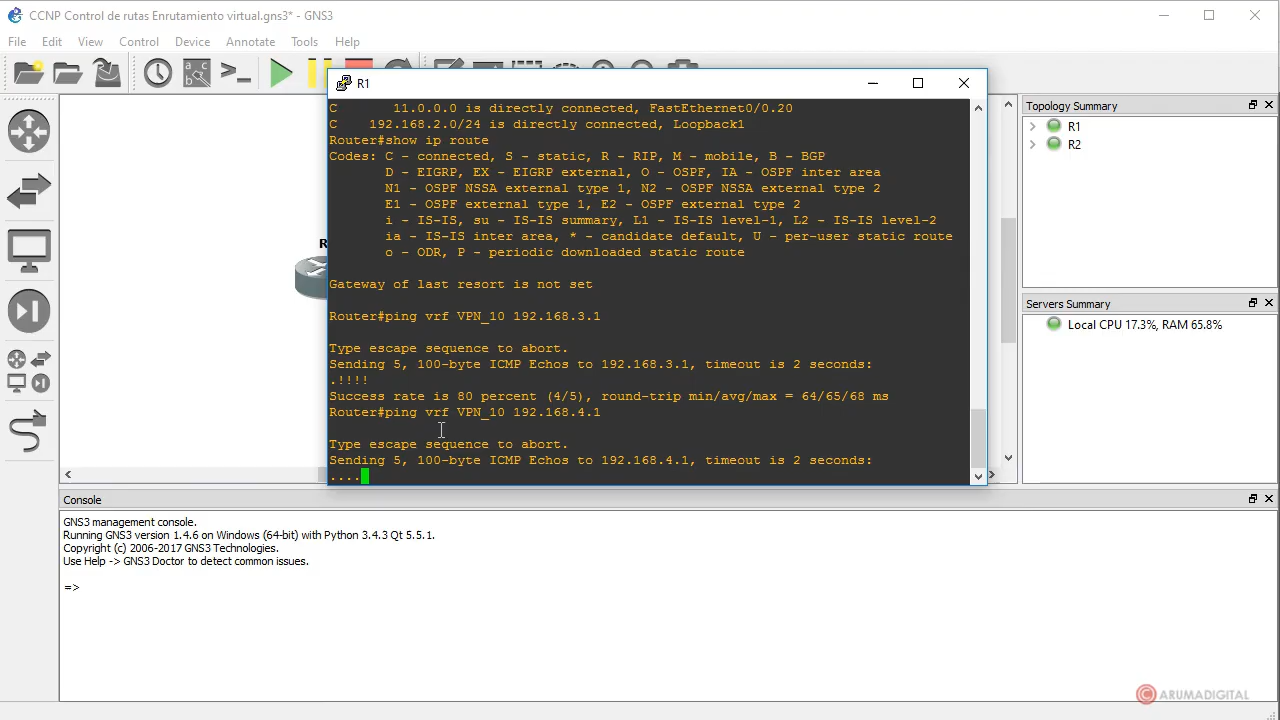 CCNP Control de rutas Enrutamiento virtual.gns3* - GNS3
File Edit View Control Device Annotate Tools Help
R1
C       11.0.0.0 is directly connected, FastEthernet0/0.20
C    192.168.2.0/24 is directly connected, Loopback1
Router#show ip route
Codes: C - connected, S - static, R - RIP, M - mobile, B - BGP
D - EIGRP, EX - EIGRP external, O - OSPF, IA - OSPF inter area
N1 - OSPF NSSA external type 1, N2 - OSPF NSSA external type 2
E1 - OSPF external type 1, E2 - OSPF external type 2
i - IS-IS, su - IS-IS summary, L1 - IS-IS level-1, L2 - IS-IS level-2
ia - IS-IS inter area, * - candidate default, U - per-user static route
o - ODR, P - periodic downloaded static route
Gateway of last resort is not set
Router#ping vrf VPN_10 192.168.3.1
Type escape sequence to abort.
Sending 5, 100-byte ICMP Echos to 192.168.3.1, timeout is 2 seconds:
.!!!!
Success rate is 80 percent (4/5), round-trip min/avg/max = 64/65/68 ms
Router#ping vrf VPN_10 192.168.4.1
Type escape sequence to abort.
Sending 5, 100-byte ICMP Echos to 192.168.4.1, timeout is 2 seconds:
....
R
Topology Summary
R1
R2
Servers Summary
Local CPU 17.3%, RAM 65.8%
Console
GNS3 management console.
Running GNS3 version 1.4.6 on Windows (64-bit) with Python 3.4.3 Qt 5.5.1.
Copyright (c) 2006-2017 GNS3 Technologies.
Use Help -> GNS3 Doctor to detect common issues.
=>
© ARUMADIGITAL